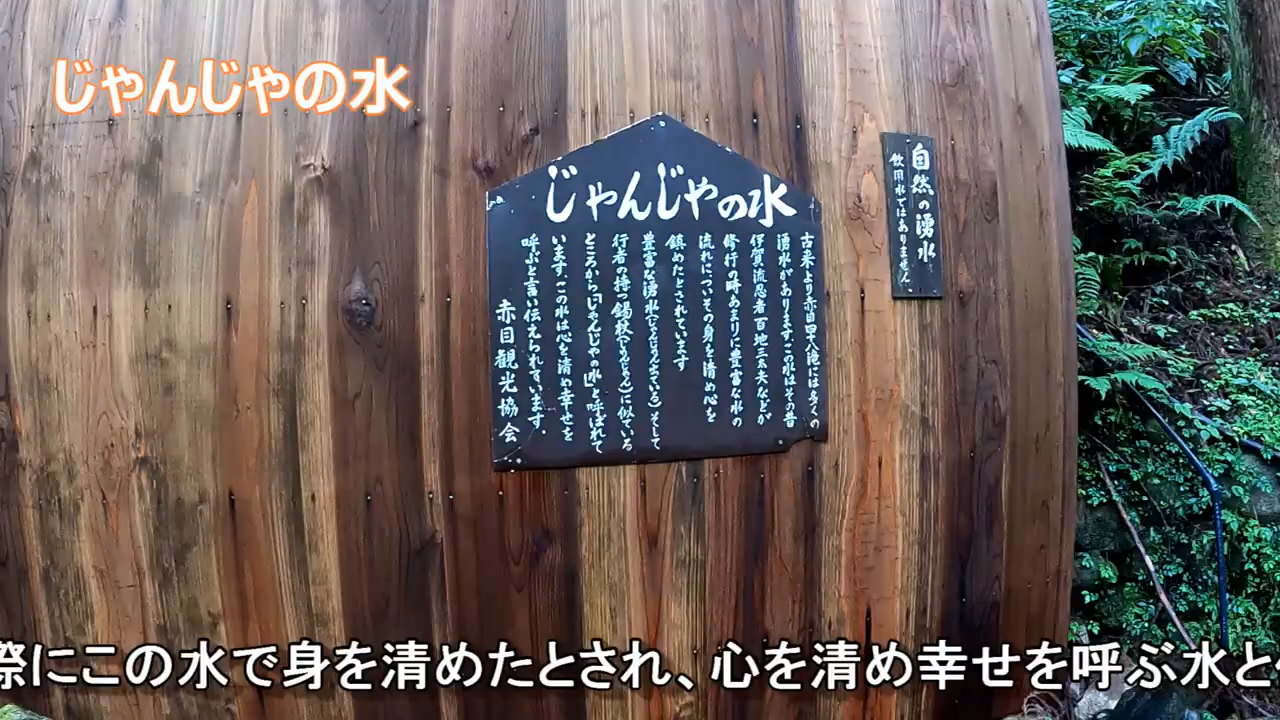 じゃんじゃの水
じゃんじゃの水
古来より赤目四十八滝には多くの
湧水があります。この水はその昔
伊賀流忍者百地三太夫などが
修行の時あまりに豊富な水の
流れについその身を清め心を
鎮めたとされています
豊富な湧水(じゃじゃ出ている)そして
行者の持つ錫杖(じゃんじゃん)に似ている
ところから「じゃんじゃの水」と呼ばれて
います。この水は心を清め幸せを
呼ぶと言い伝えられています。
赤目観光協会
自然の湧水
飲用水ではありません
際にこの水で身を清めたとされ、心を清め幸せを呼ぶ水と